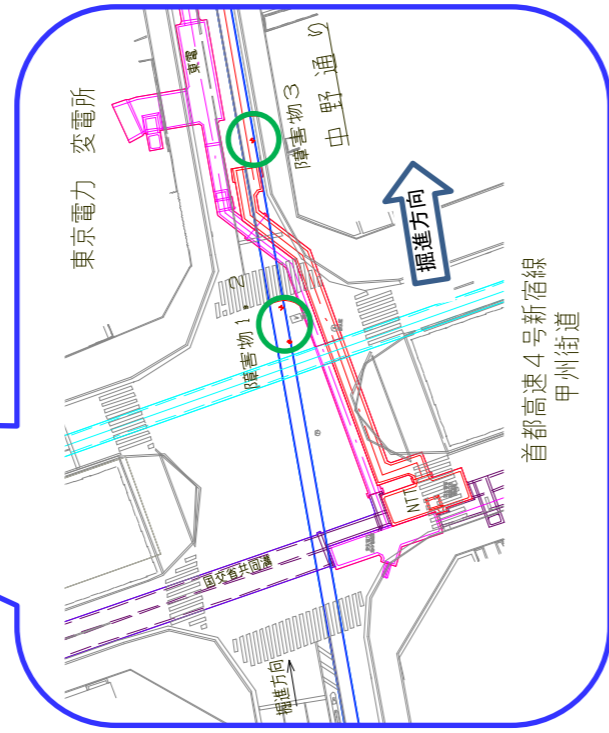 東京電力 変電所
東電
障害物3
中野通り
掘進方向
障害物1.2
首都高速4号新宿線
甲州街道
NTT
国交省共同溝
掘進方向